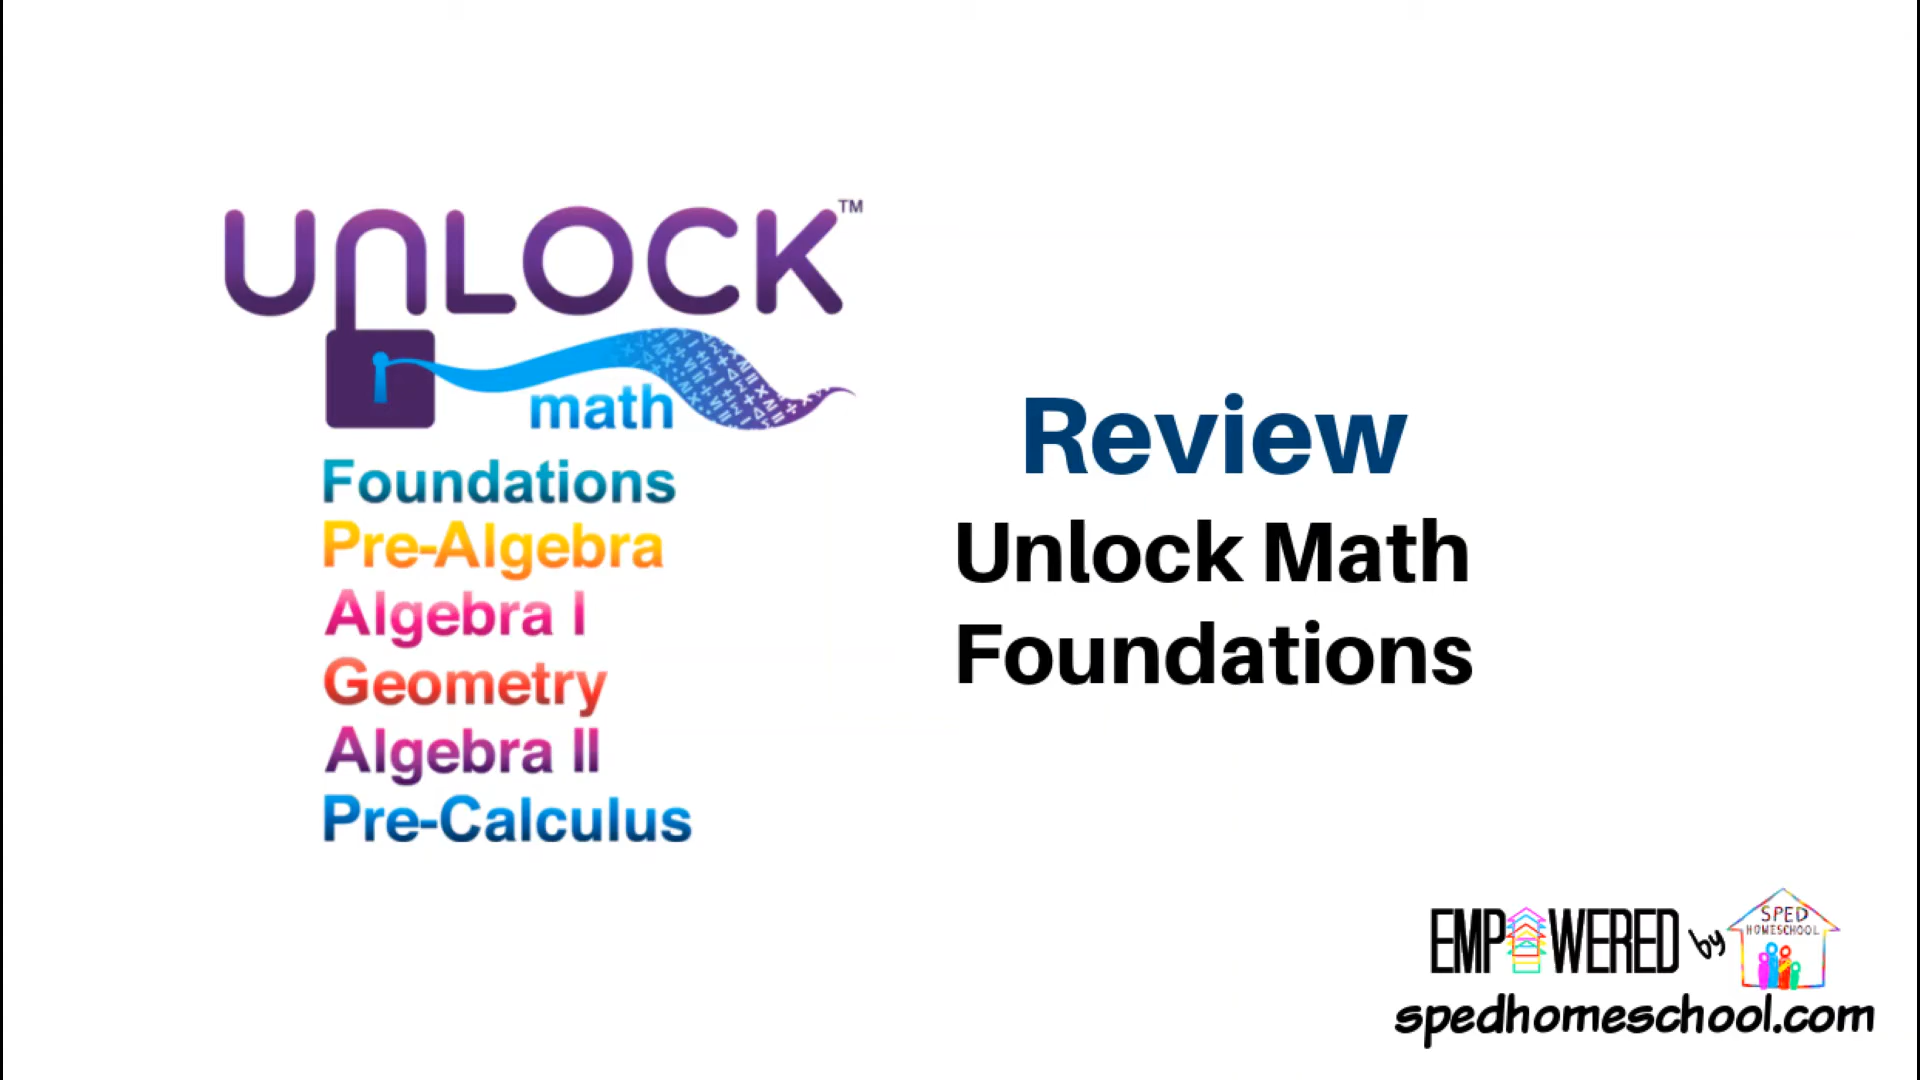 UNLOCK™
math
Foundations
Pre-Algebra
Algebra I
Geometry
Algebra II
Pre-Calculus
Review
Unlock Math
Foundations
EMPOWERED by
SPED
HOMESCHOOL
spedhomeschool.com